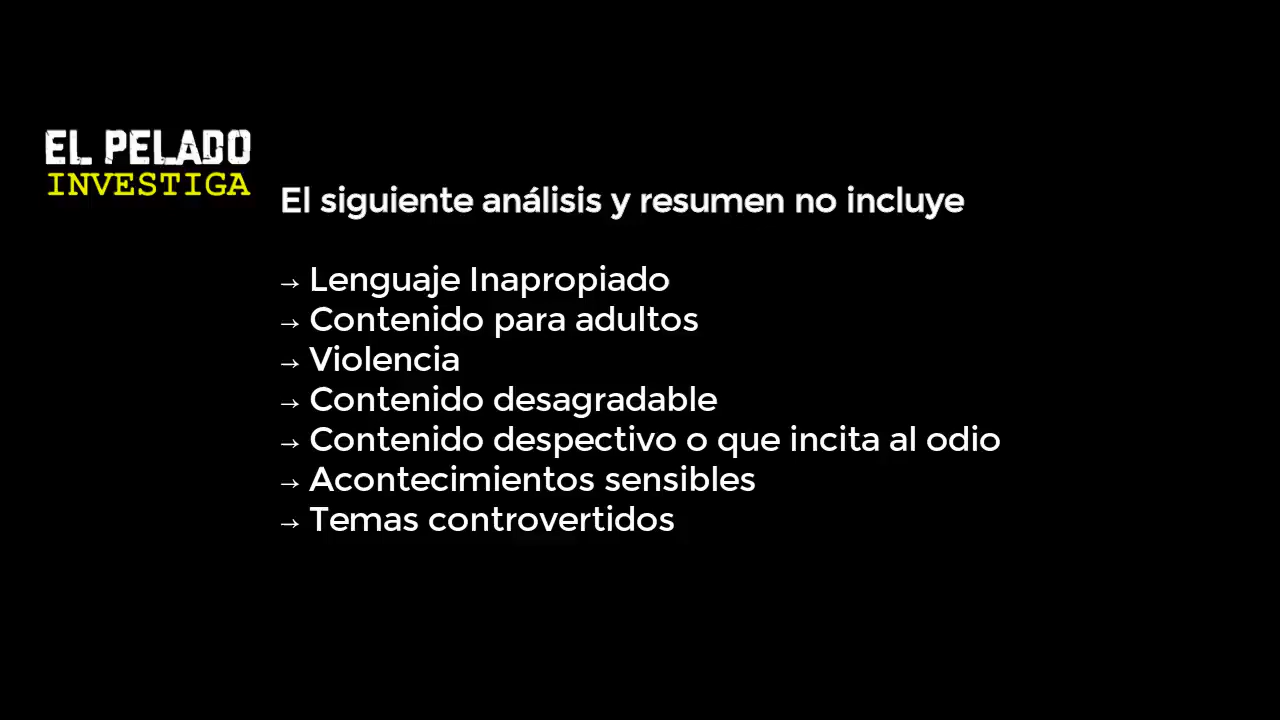 EL PELADO
INVESTIGA
El siguiente análisis y resumen no incluye
→ Lenguaje Inapropiado
→ Contenido para adultos
→ Violencia
→ Contenido desagradable
→ Contenido despectivo o que incita al odio
→ Acontecimientos sensibles
→ Temas controvertidos